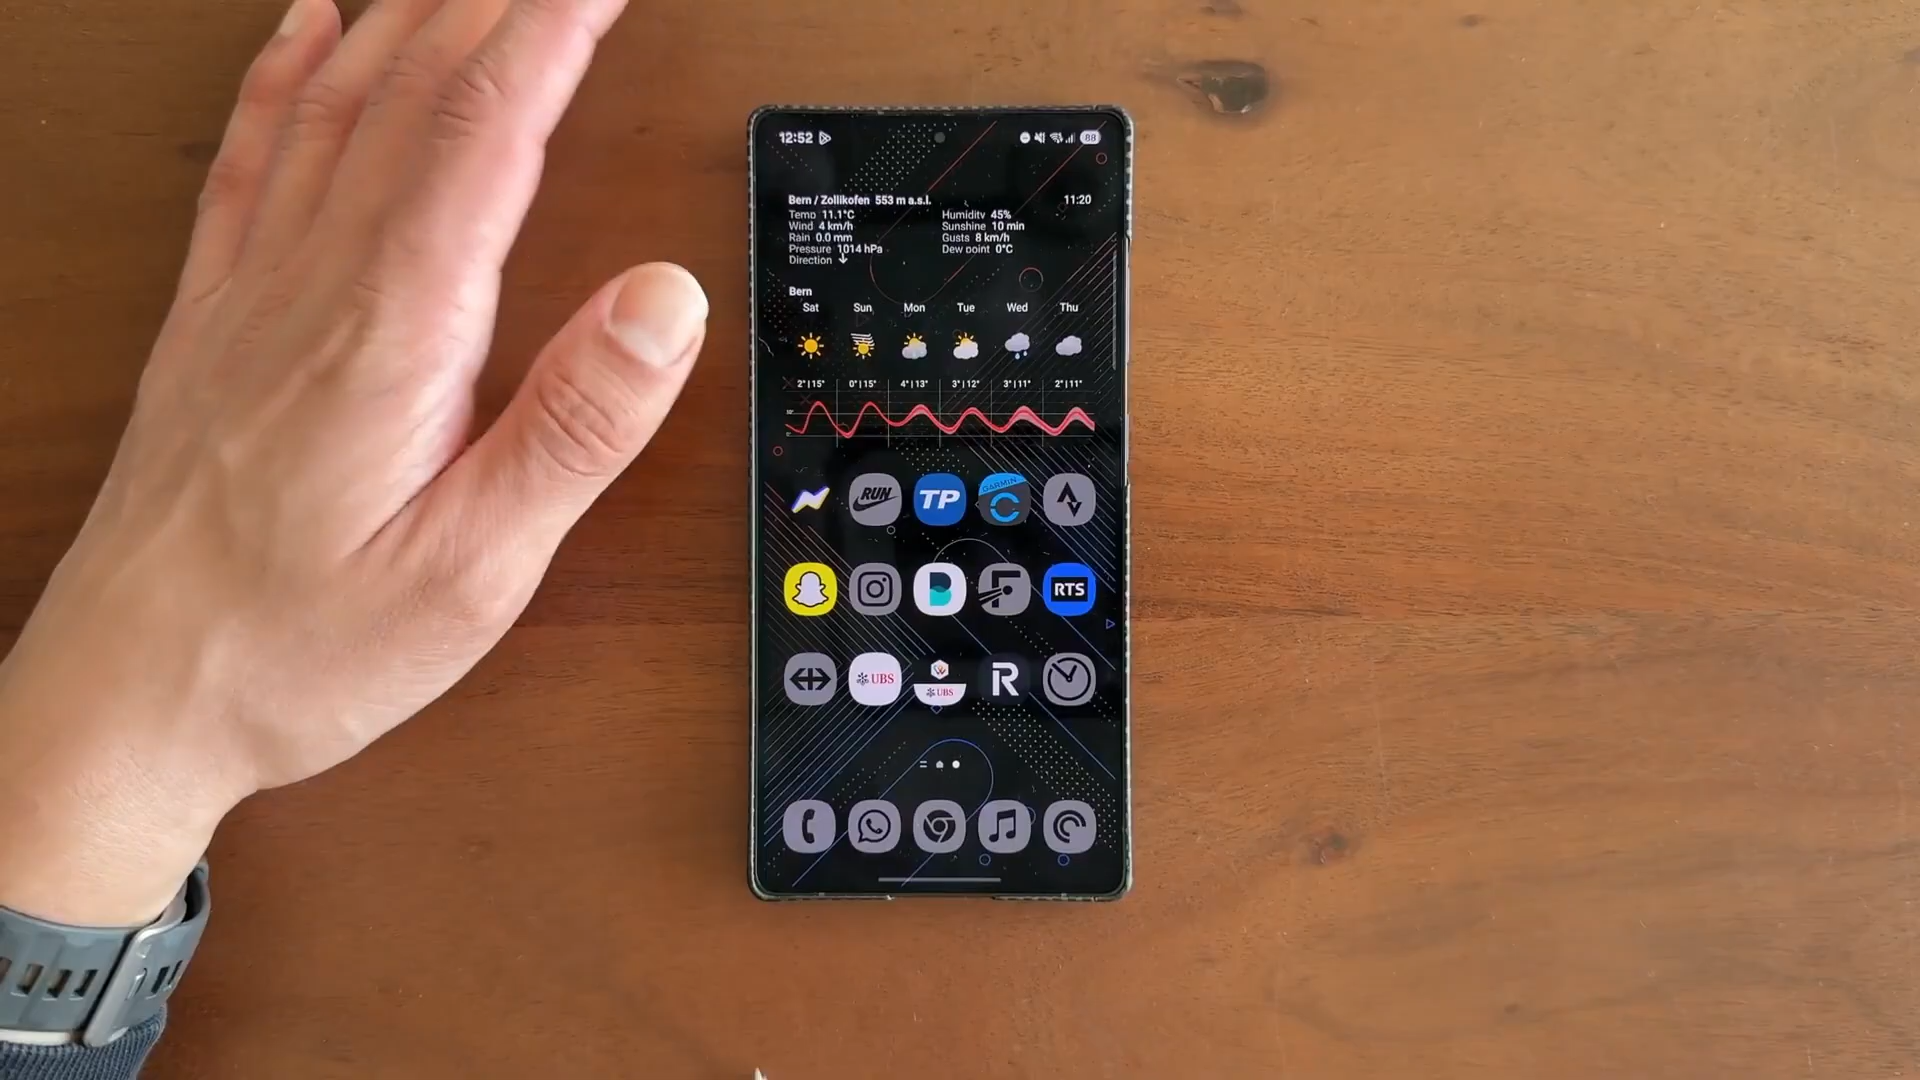 12:52
88
Bern / Zollikofen 553 m a.s.l. 11:20
Temp 11.1°C Humidity 45%
Wind 4 km/h Sunshine 10 min
Rain 0.0 mm Gusts 8 km/h
Pressure 1014 hPa Dew point 0°C
Direction ↓
Bern
Sat Sun Mon Tue Wed Thu
2°|15° 0°|15° 4°|13° 3°|12° 3°|11° 2°|11°
RUN TP GARMIN
RTS
UBS UBS R